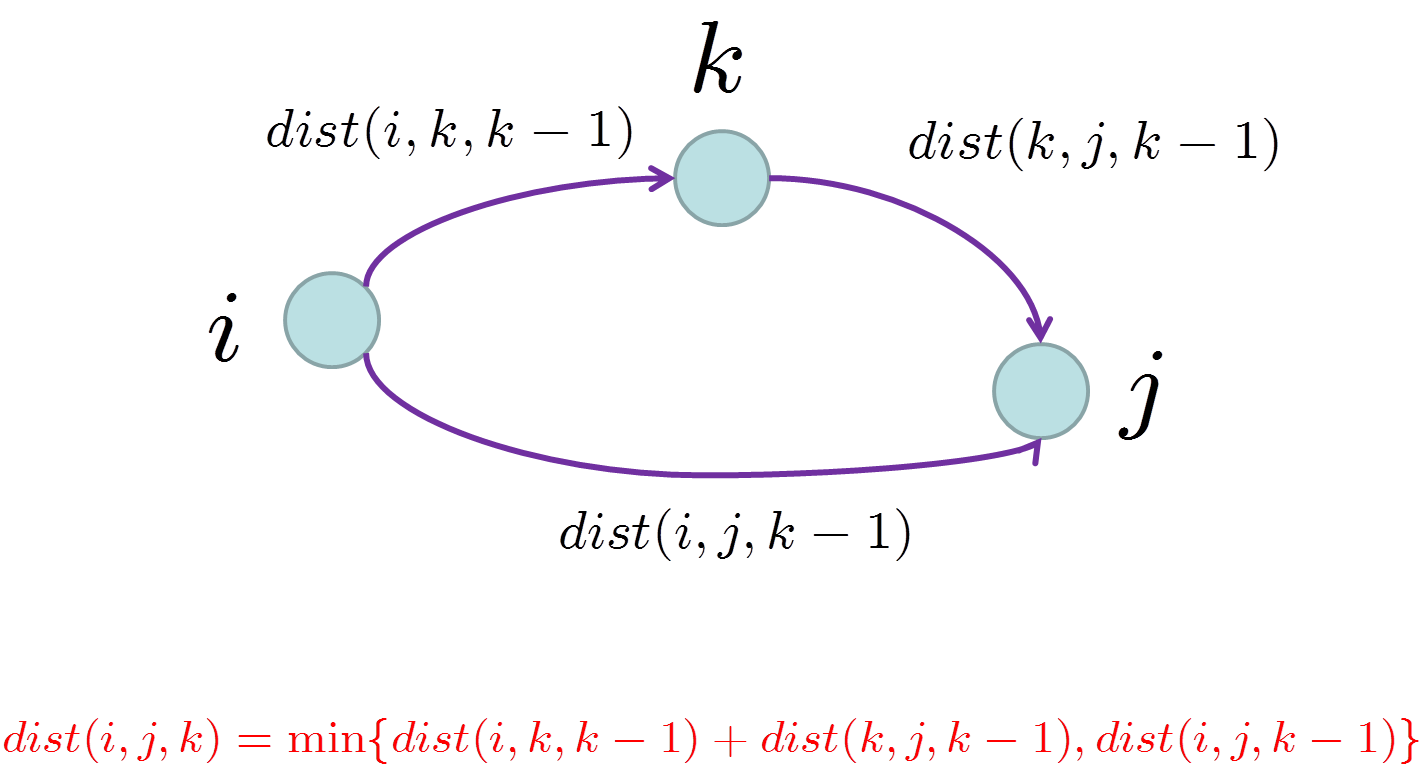 k
dist(i, k, k − 1)
dist(k, j, k − 1)
i
j
dist(i, j, k − 1)
dist(i, j, k) = min{dist(i, k, k − 1) + dist(k, j, k − 1), dist(i, j, k − 1)}